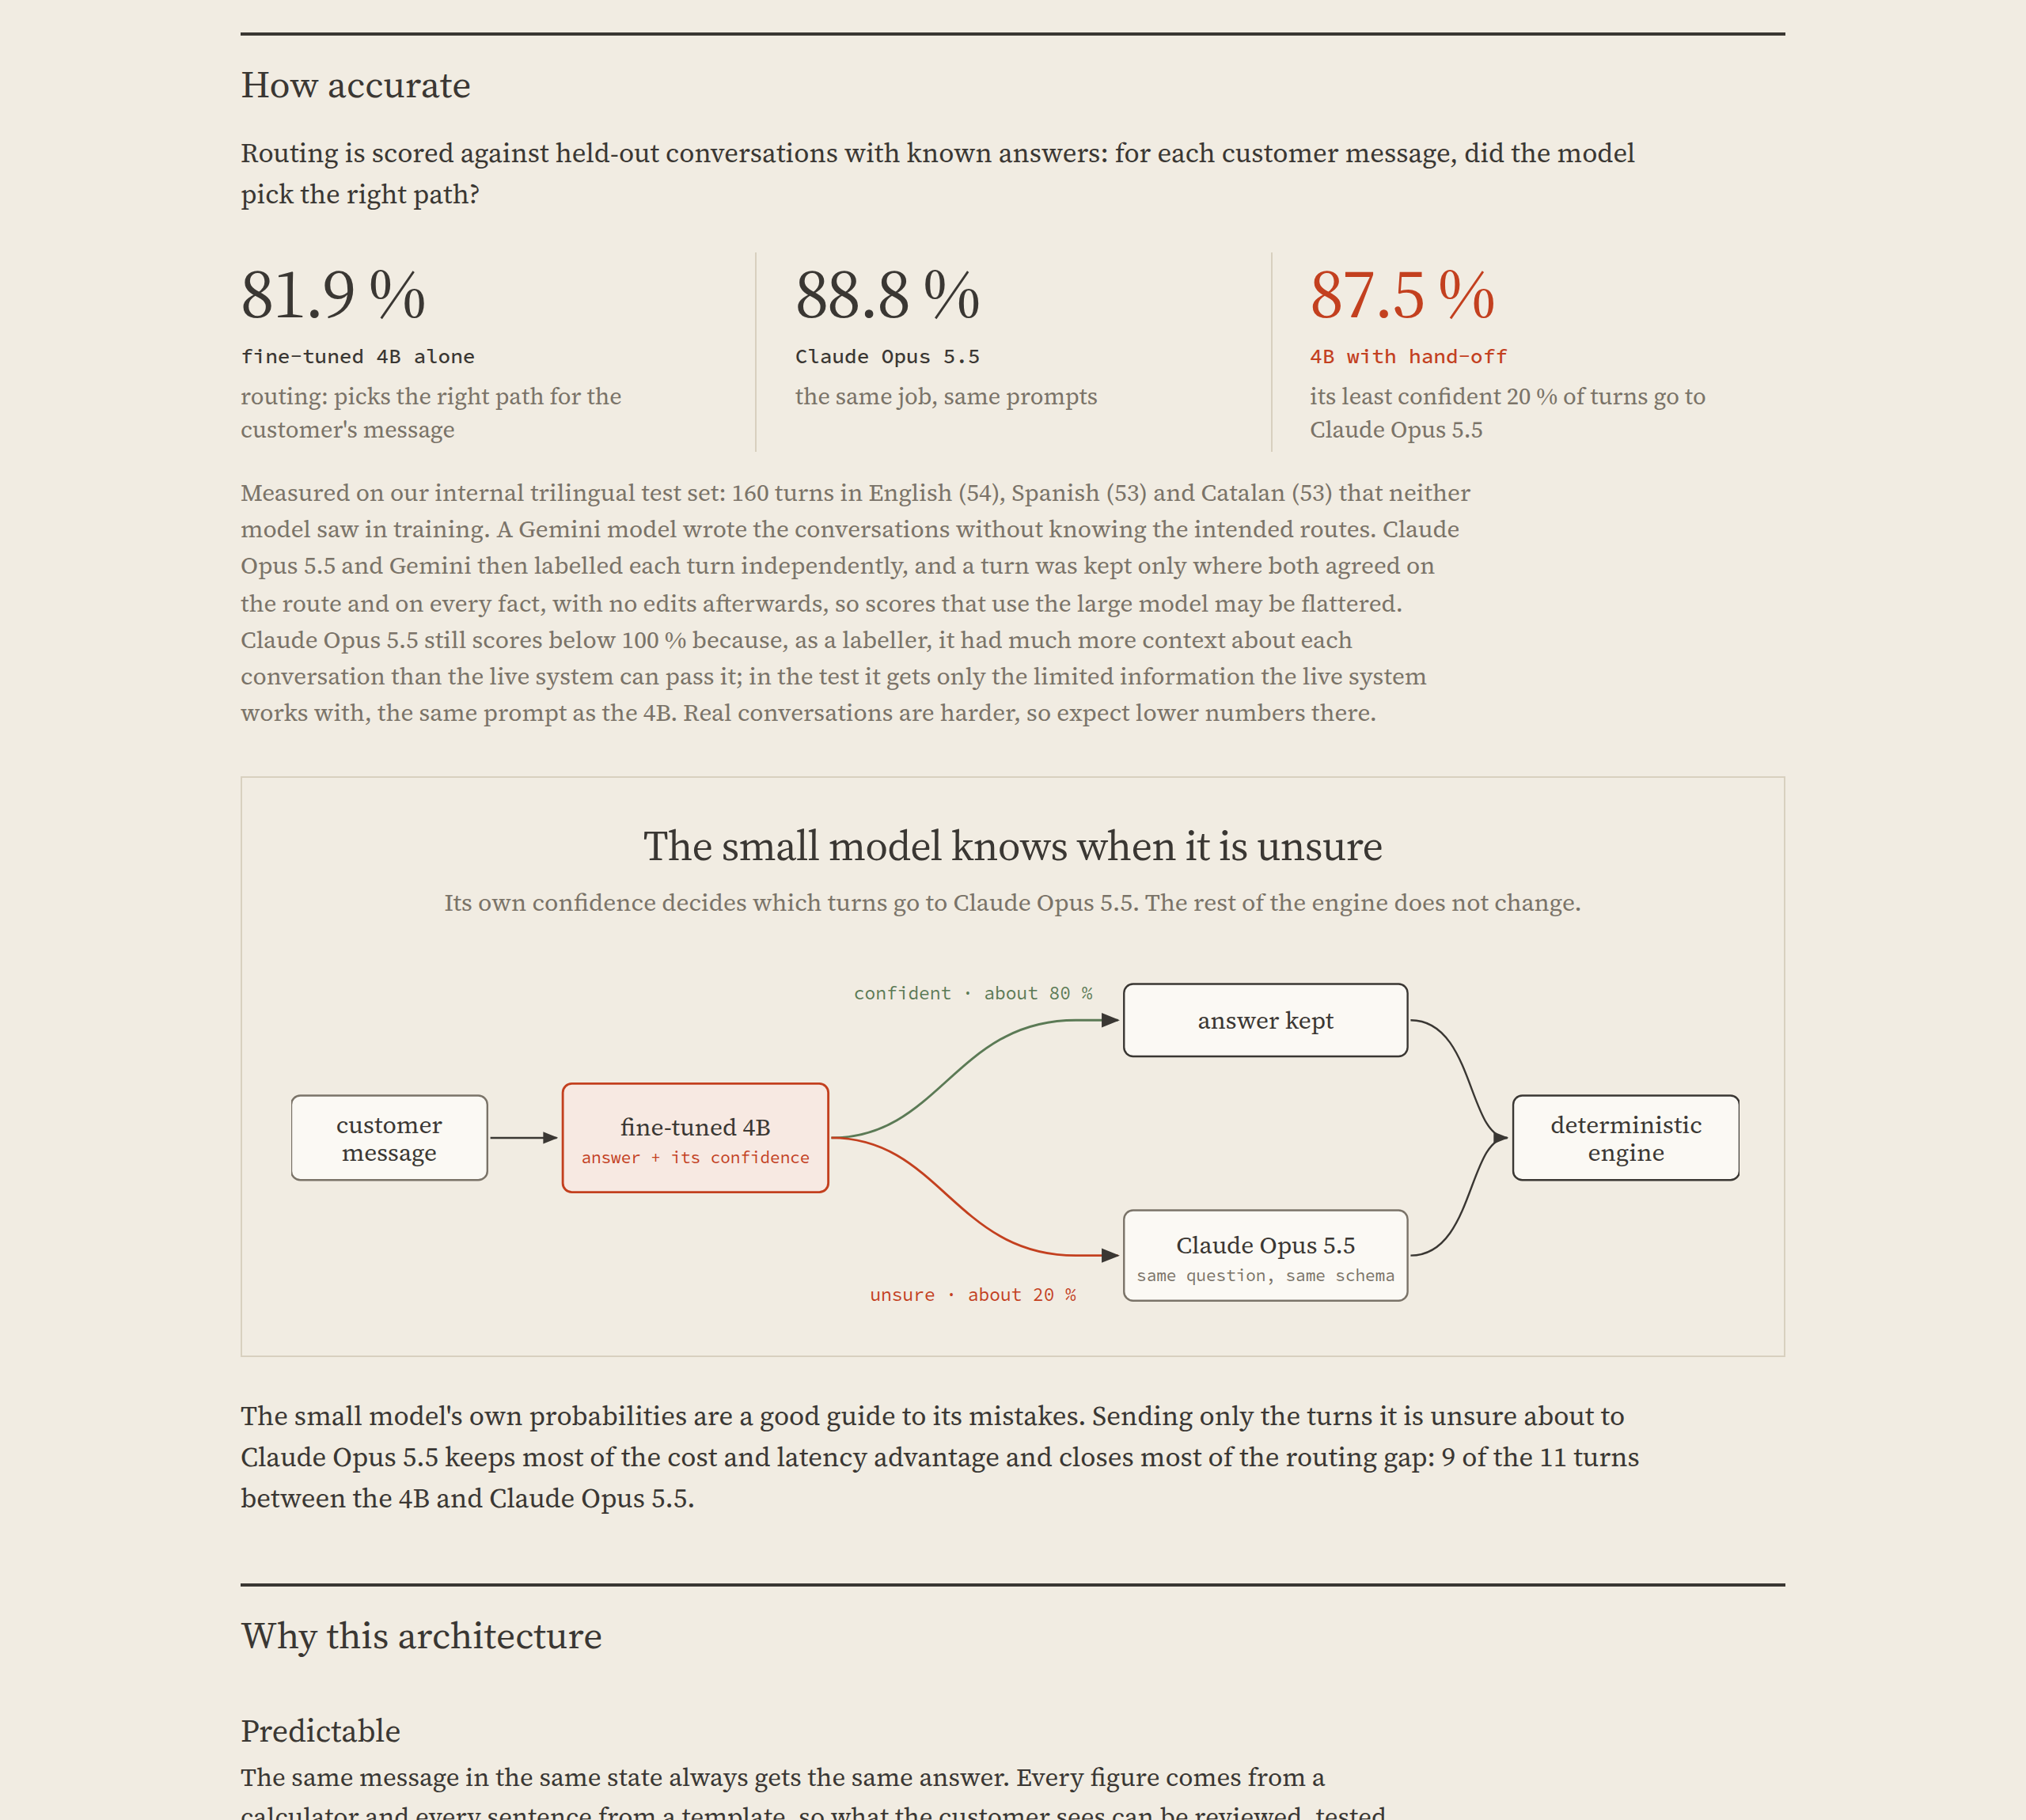 How accurate
Routing is scored against held-out conversations with known answers: for each customer message, did the model
pick the right path?
81.9 %
fine-tuned 4B alone
routing: picks the right path for the
customer's message
88.8 %
Claude Opus 5.5
the same job, same prompts
87.5 %
4B with hand-off
its least confident 20 % of turns go to
Claude Opus 5.5
Measured on our internal trilingual test set: 160 turns in English (54), Spanish (53) and Catalan (53) that neither
model saw in training. A Gemini model wrote the conversations without knowing the intended routes. Claude
Opus 5.5 and Gemini then labelled each turn independently, and a turn was kept only where both agreed on
the route and on every fact, with no edits afterwards, so scores that use the large model may be flattered.
Claude Opus 5.5 still scores below 100 % because, as a labeller, it had much more context about each
conversation than the live system can pass it; in the test it gets only the limited information the live system
works with, the same prompt as the 4B. Real conversations are harder, so expect lower numbers there.
The small model knows when it is unsure
Its own confidence decides which turns go to Claude Opus 5.5. The rest of the engine does not change.
customer
message
fine-tuned 4B
answer + its confidence
confident · about 80 %
answer kept
unsure · about 20 %
Claude Opus 5.5
same question, same schema
deterministic
engine
The small model's own probabilities are a good guide to its mistakes. Sending only the turns it is unsure about to
Claude Opus 5.5 keeps most of the cost and latency advantage and closes most of the routing gap: 9 of the 11 turns
between the 4B and Claude Opus 5.5.
Why this architecture
Predictable
The same message in the same state always gets the same answer. Every figure comes from a
calculator and every sentence from a template, so what the customer sees can be reviewed, tested